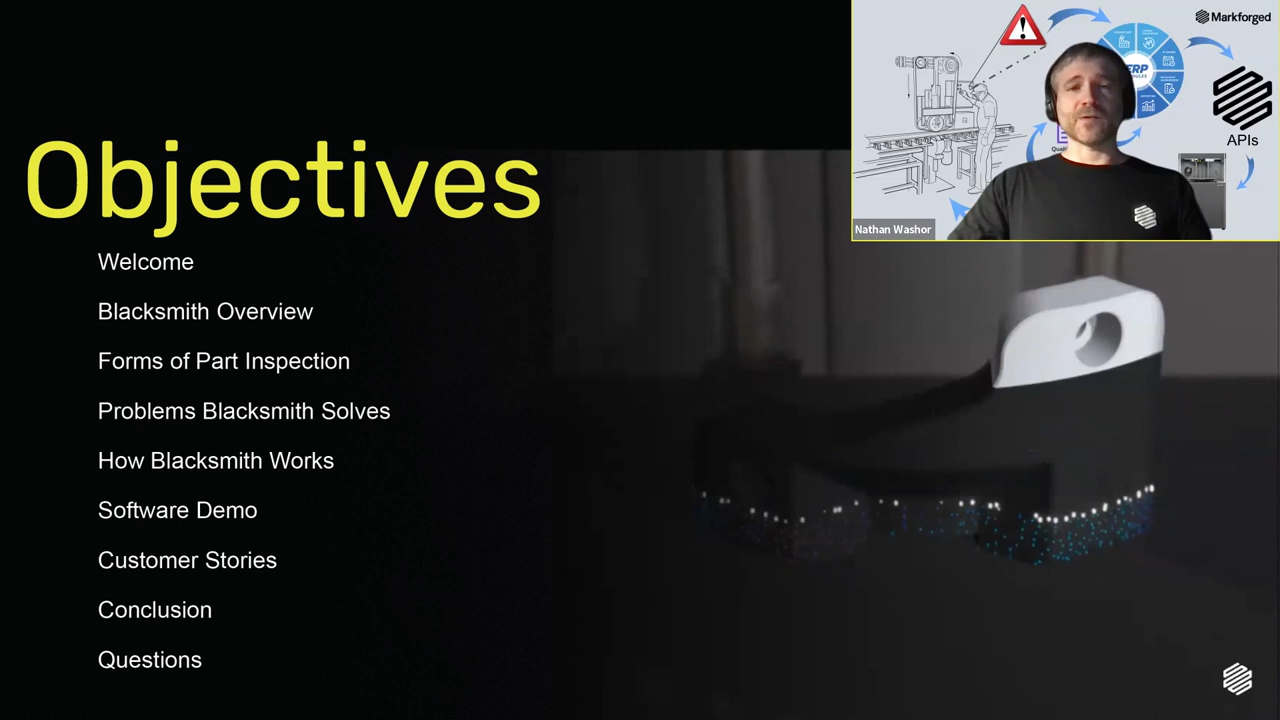 Objectives
Welcome
Blacksmith Overview
Forms of Part Inspection
Problems Blacksmith Solves
How Blacksmith Works
Software Demo
Customer Stories
Conclusion
Questions
Markforged
ERP
APIs
Nathan Washor